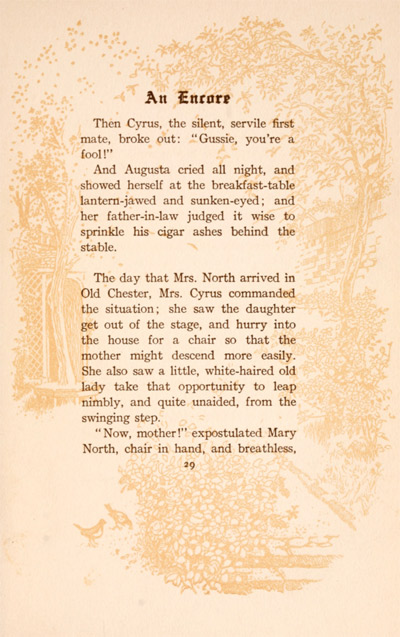 An Encore
Then Cyrus, the silent, servile first
mate, broke out: "Gussie, you're a
fool!"
And Augusta cried all night, and
showed herself at the breakfast-table
lantern-jawed and sunken-eyed; and
her father-in-law judged it wise to
sprinkle his cigar ashes behind the
stable.
The day that Mrs. North arrived in
Old Chester, Mrs. Cyrus commanded
the situation; she saw the daughter
get out of the stage, and hurry into
the house for a chair so that the
mother might descend more easily.
She also saw a little, white-haired old
lady take that opportunity to leap
nimbly, and quite unaided, from the
swinging step.
"Now, mother!" expostulated Mary
North, chair in hand, and breathless,
29